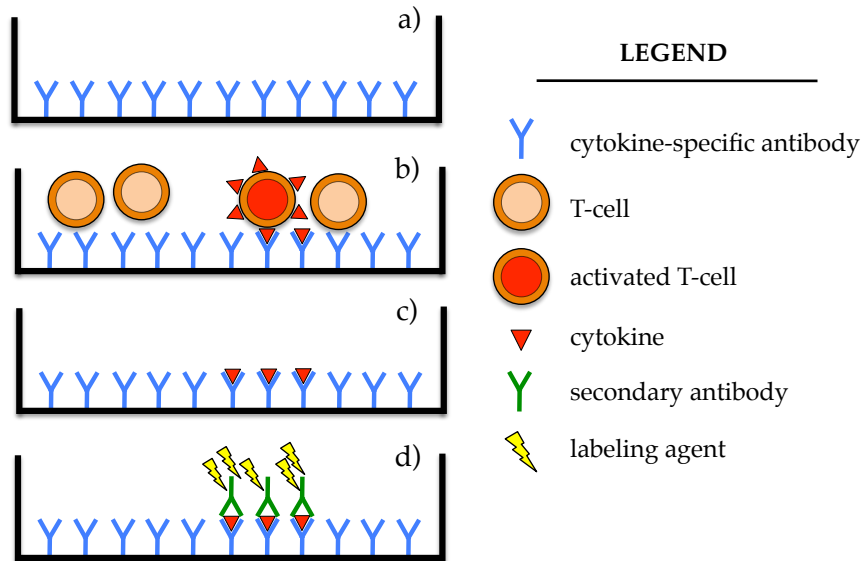 a)
b)
c)
d)
LEGEND
cytokine-specific antibody
T-cell
activated T-cell
cytokine
secondary antibody
labeling agent